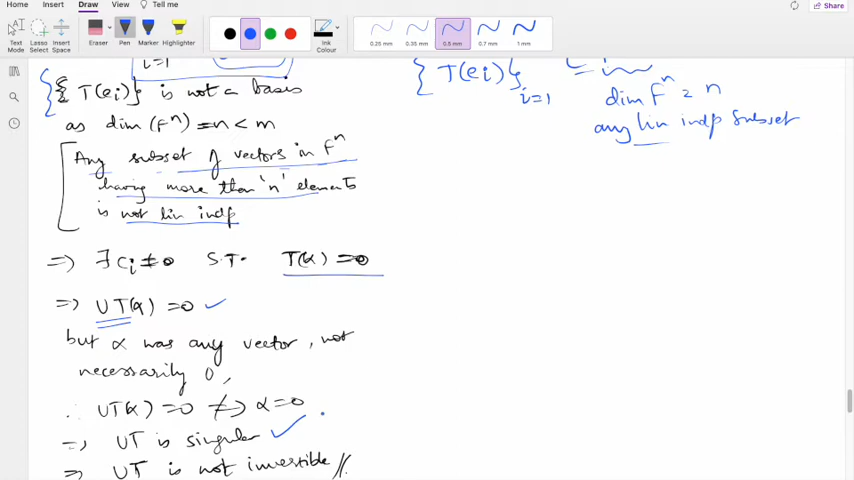 Home Insert Draw View Tell me
Share
Text Mode
Lasso Select
Insert Space
Eraser
Pen
Marker
Highlighter
0.25 mm
0.35 mm
0.5 mm
0.7 mm
1 mm
Ink Colour
i=1
{ T(ei)} is not a basis
as dim (Fⁿ) = n < m
[Any subset of vectors in Fⁿ
having more than 'n' elements
is not lin indp
=> ∃ ci ≠ 0 S.T. T(α) = 0
=> UT(α) = 0 ✓
but α was any vector, not
necessarily 0,
∴ UT(α) = 0 ≠> α = 0
=> UT is singular ✓
=> UT is not invertible //.
{ T(ei)}ⁿ i=1
dim Fⁿ = n
any lin indp subset